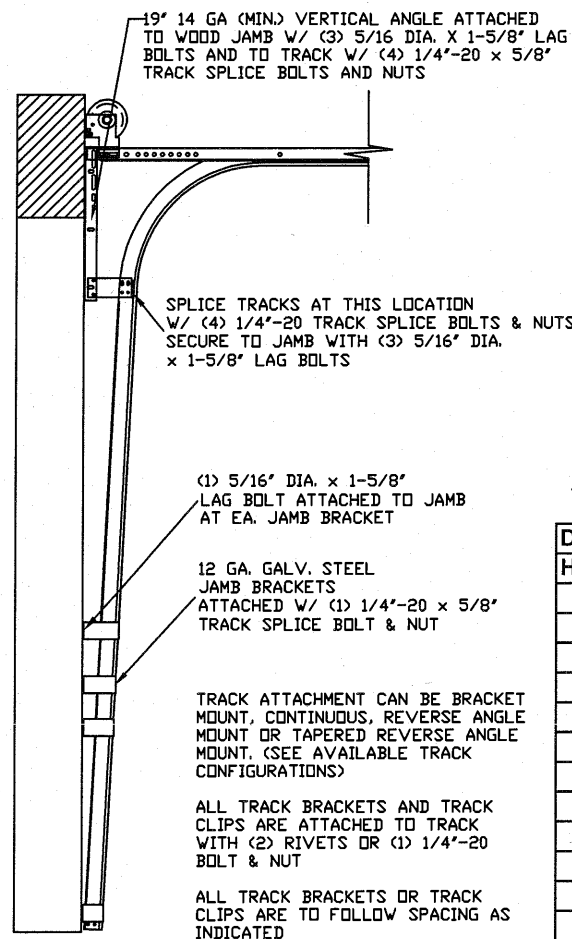 19" 14 GA (MIN.) VERTICAL ANGLE ATTACHED
TO WOOD JAMB W/ (3) 5/16 DIA. X 1-5/8" LAG
BOLTS AND TO TRACK W/ (4) 1/4"-20 x 5/8"
TRACK SPLICE BOLTS AND NUTS
SPLICE TRACKS AT THIS LOCATION
W/ (4) 1/4"-20 TRACK SPLICE BOLTS & NUTS
SECURE TO JAMB WITH (3) 5/16" DIA.
x 1-5/8" LAG BOLTS
(1) 5/16" DIA. x 1-5/8"
LAG BOLT ATTACHED TO JAMB
AT EA. JAMB BRACKET
12 GA. GALV. STEEL
JAMB BRACKETS
ATTACHED W/ (1) 1/4"-20 x 5/8"
TRACK SPLICE BOLT & NUT
TRACK ATTACHMENT CAN BE BRACKET
MOUNT, CONTINUOUS, REVERSE ANGLE
MOUNT OR TAPERED REVERSE ANGLE
MOUNT. (SEE AVAILABLE TRACK
CONFIGURATIONS)
ALL TRACK BRACKETS AND TRACK
CLIPS ARE ATTACHED TO TRACK
WITH (2) RIVETS OR (1) 1/4"-20
BOLT & NUT
ALL TRACK BRACKETS OR TRACK
CLIPS ARE TO FOLLOW SPACING AS
INDICATED
D
H